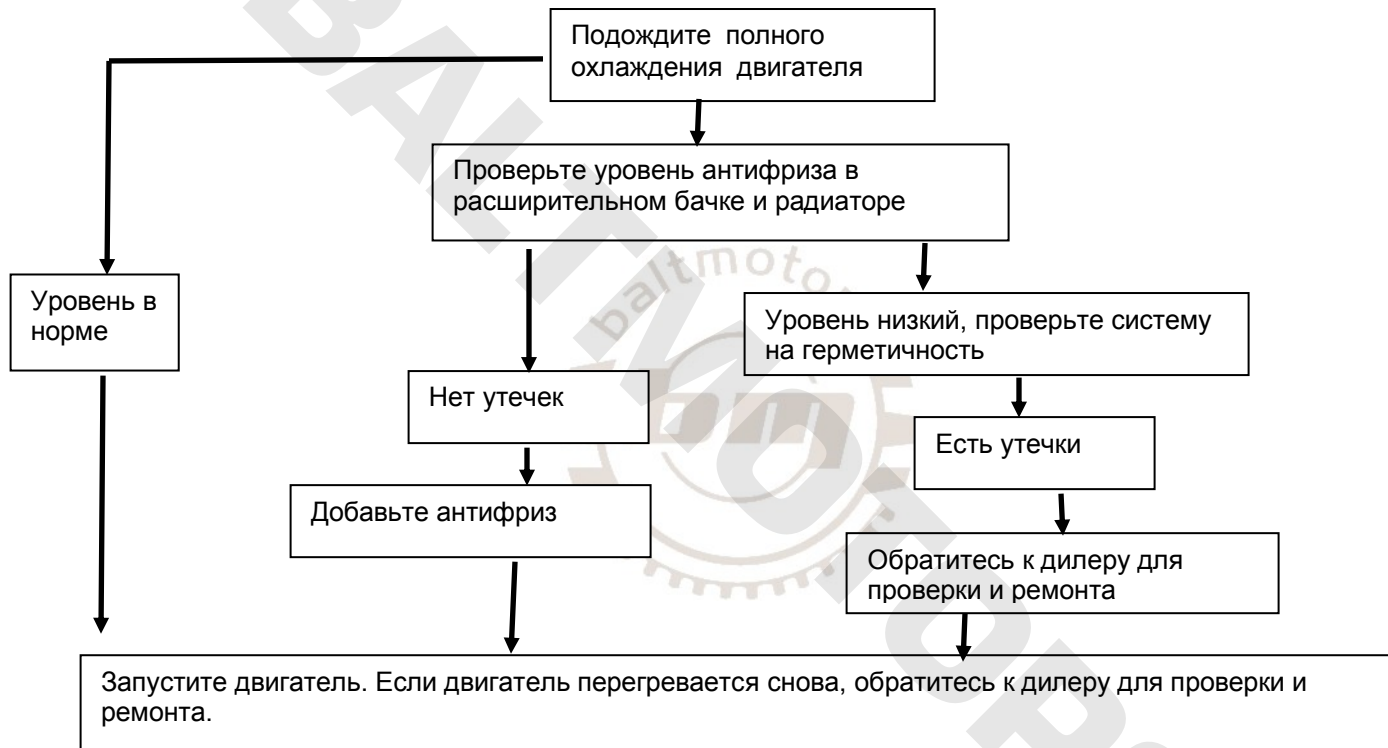 Подождите полного
охлаждения двигателя
Проверьте уровень антифриза в
расширительном бачке и радиаторе
Уровень в
норме
Уровень низкий, проверьте систему
на герметичность
Нет утечек
Есть утечки
Добавьте антифриз
Обратитесь к дилеру для
проверки и ремонта
Запустите двигатель. Если двигатель перегревается снова, обратитесь к дилеру для проверки и
ремонта.
baltmoto
BALTMOTORS